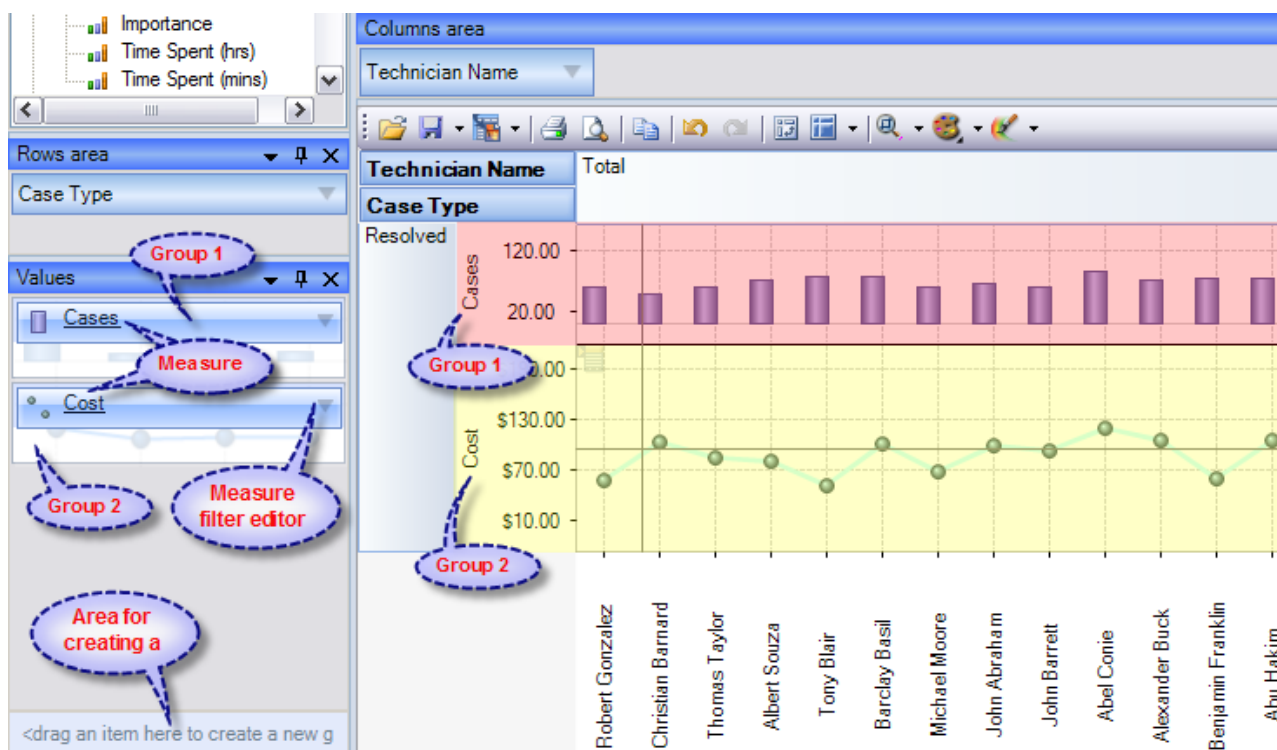 Importance
Time Spent (hrs)
Time Spent (mins)
Rows area
Case Type
Group 1
Values
Cases
Measure
Cost
Group 2
Measure
filter editor
Area for
creating a
<drag an item here to create a new g
Columns area
Technician Name
Technician Name
Total
Case Type
Resolved
Cases
120.00
20.00
Group 1
0.00
Cost
$130.00
$70.00
$10.00
Group 2
Robert Gonzalez
Christian Barnard
Thomas Taylor
Albert Souza
Tony Blair
Barclay Basil
Michael Moore
John Abraham
John Barrett
Abel Conie
Alexander Buck
Benjamin Franklin
Abu Hakim